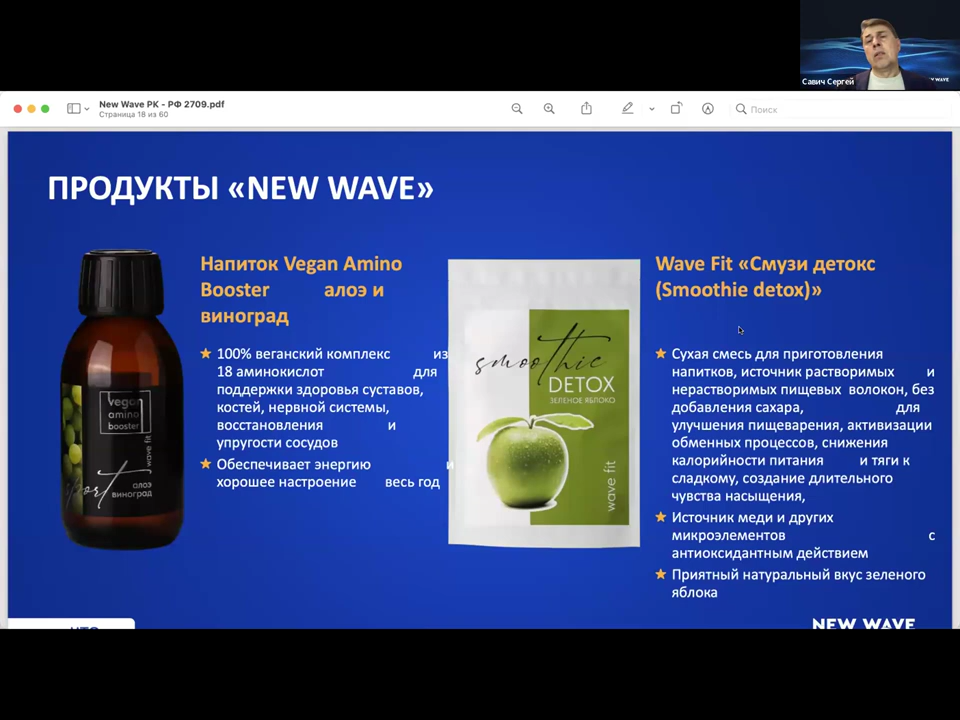 Савич Сергей
WAVE
New Wave РК - РФ 2709.pdf
Страница 18 из 60
Поиск
ПРОДУКТЫ «NEW WAVE»
Напиток Vegan Amino
Booster алоэ и
виноград
100% веганский комплекс из
18 аминокислот для
поддержки здоровья суставов,
костей, нервной системы,
восстановления и
упругости сосудов
Обеспечивает энергию и
хорошее настроение весь год
vegan
amino
booster
wave fit
алоэ
виноград
smoothie
DETOX
ЗЕЛЕНОЕ ЯБЛОКО
wave fit
Wave Fit «Смузи детокс
(Smoothie detox)»
Сухая смесь для приготовления
напитков, источник растворимых и
нерастворимых пищевых волокон, без
добавления сахара, для
улучшения пищеварения, активизации
обменных процессов, снижения
калорийности питания и тяги к
сладкому, создание длительного
чувства насыщения,
Источник меди и других
микроэлементов с
антиоксидантным действием
Приятный натуральный вкус зеленого
яблока
NEW WAVE